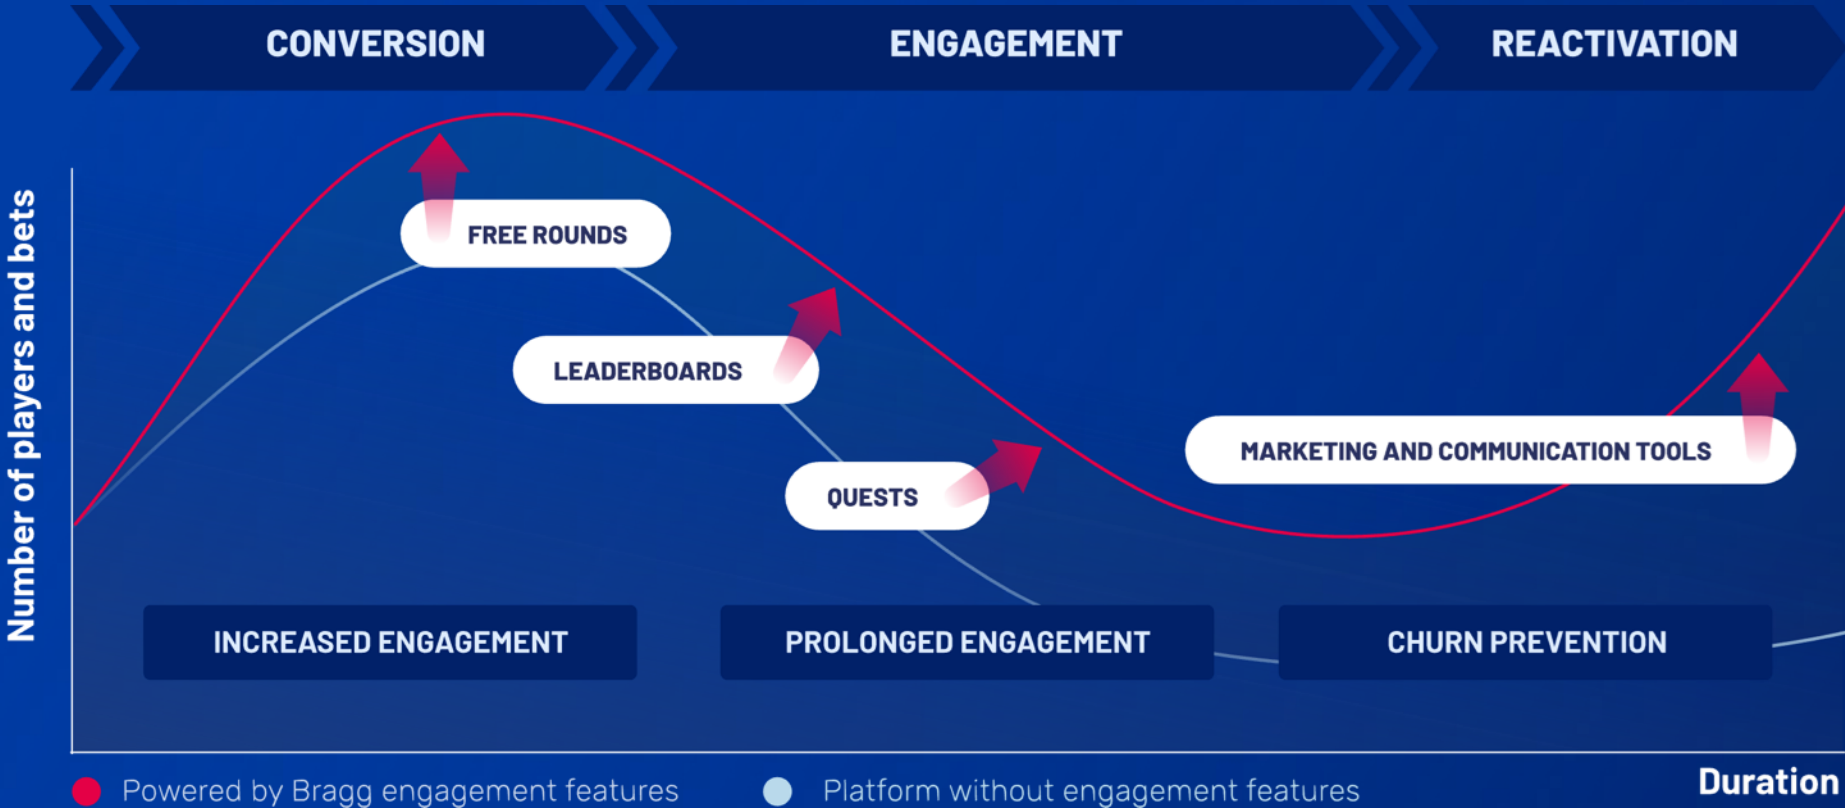 CONVERSION
ENGAGEMENT
REACTIVATION
Number of players and bets
FREE ROUNDS
LEADERBOARDS
MARKETING AND COMMUNICATION TOOLS
QUESTS
INCREASED ENGAGEMENT
PROLONGED ENGAGEMENT
CHURN PREVENTION
Duration
Powered by Bragg engagement features
Platform without engagement features